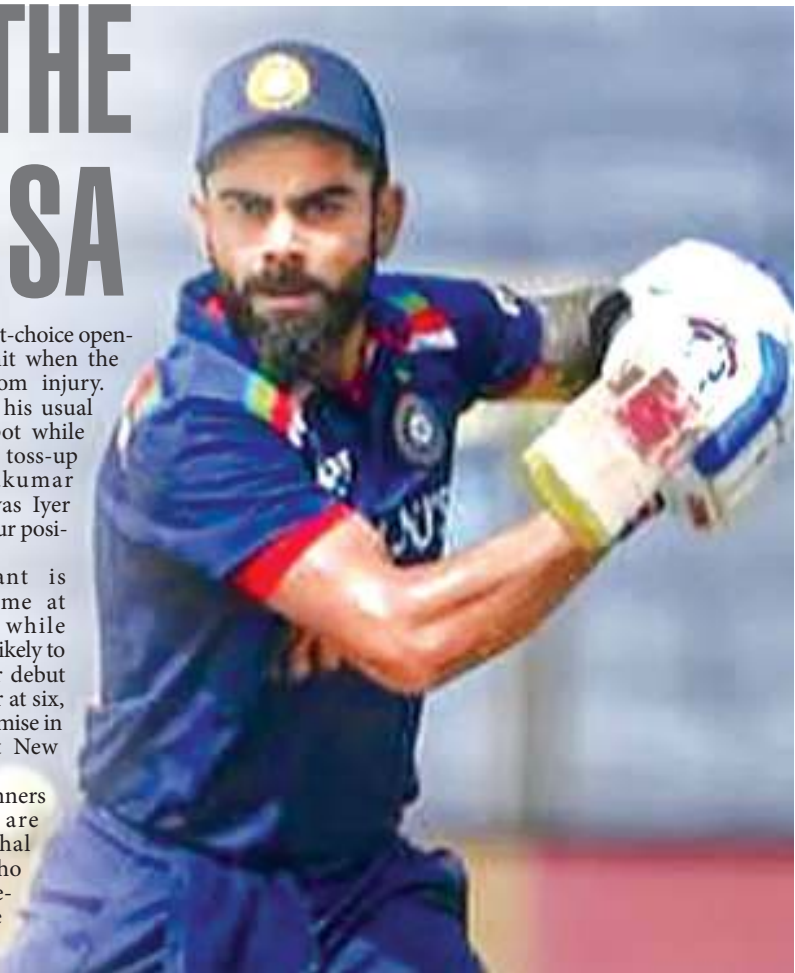 THE
SA
t-choice open-
nit when the
om injury.
his usual
ot while
toss-up
kumar
as Iyer
ur posi-
ant is
me at
while
ikely to
r debut
r at six,
mise in
t New
nners
are
hal
ho
e-
e